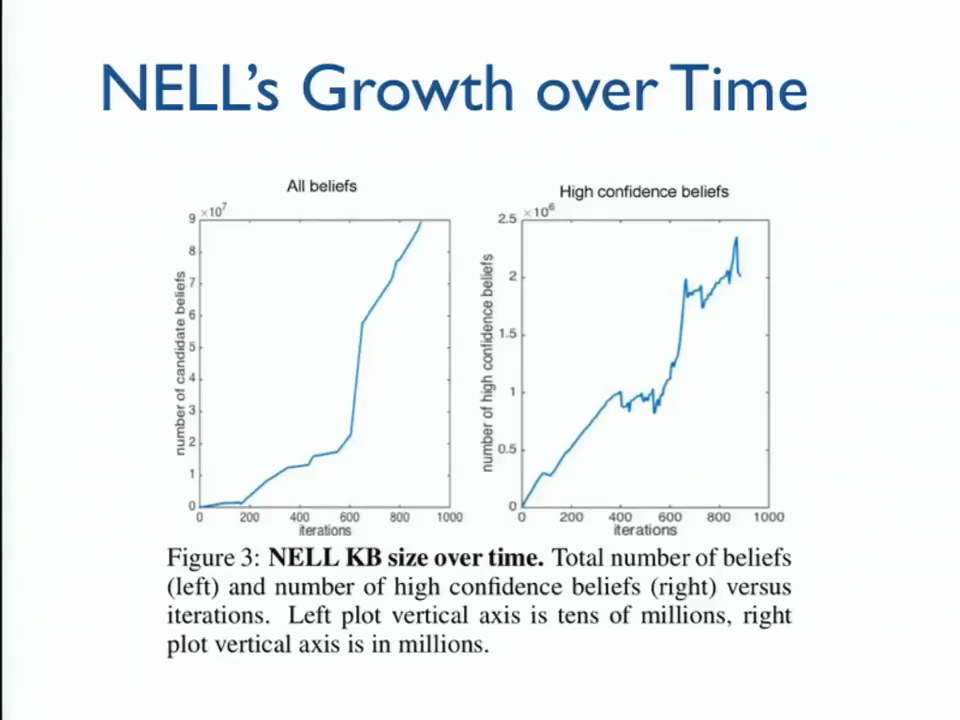 NELL's Growth over Time
All beliefs
×10⁷
9
8
7
6
5
4
3
2
1
0
number of candidate beliefs
0 200 400 600 800 1000
iterations
High confidence beliefs
×10⁶
2.5
2
1.5
1
0.5
0
number of high confidence beliefs
0 200 400 600 800 1000
iterations
Figure 3: NELL KB size over time. Total number of beliefs
(left) and number of high confidence beliefs (right) versus
iterations. Left plot vertical axis is tens of millions, right
plot vertical axis is in millions.